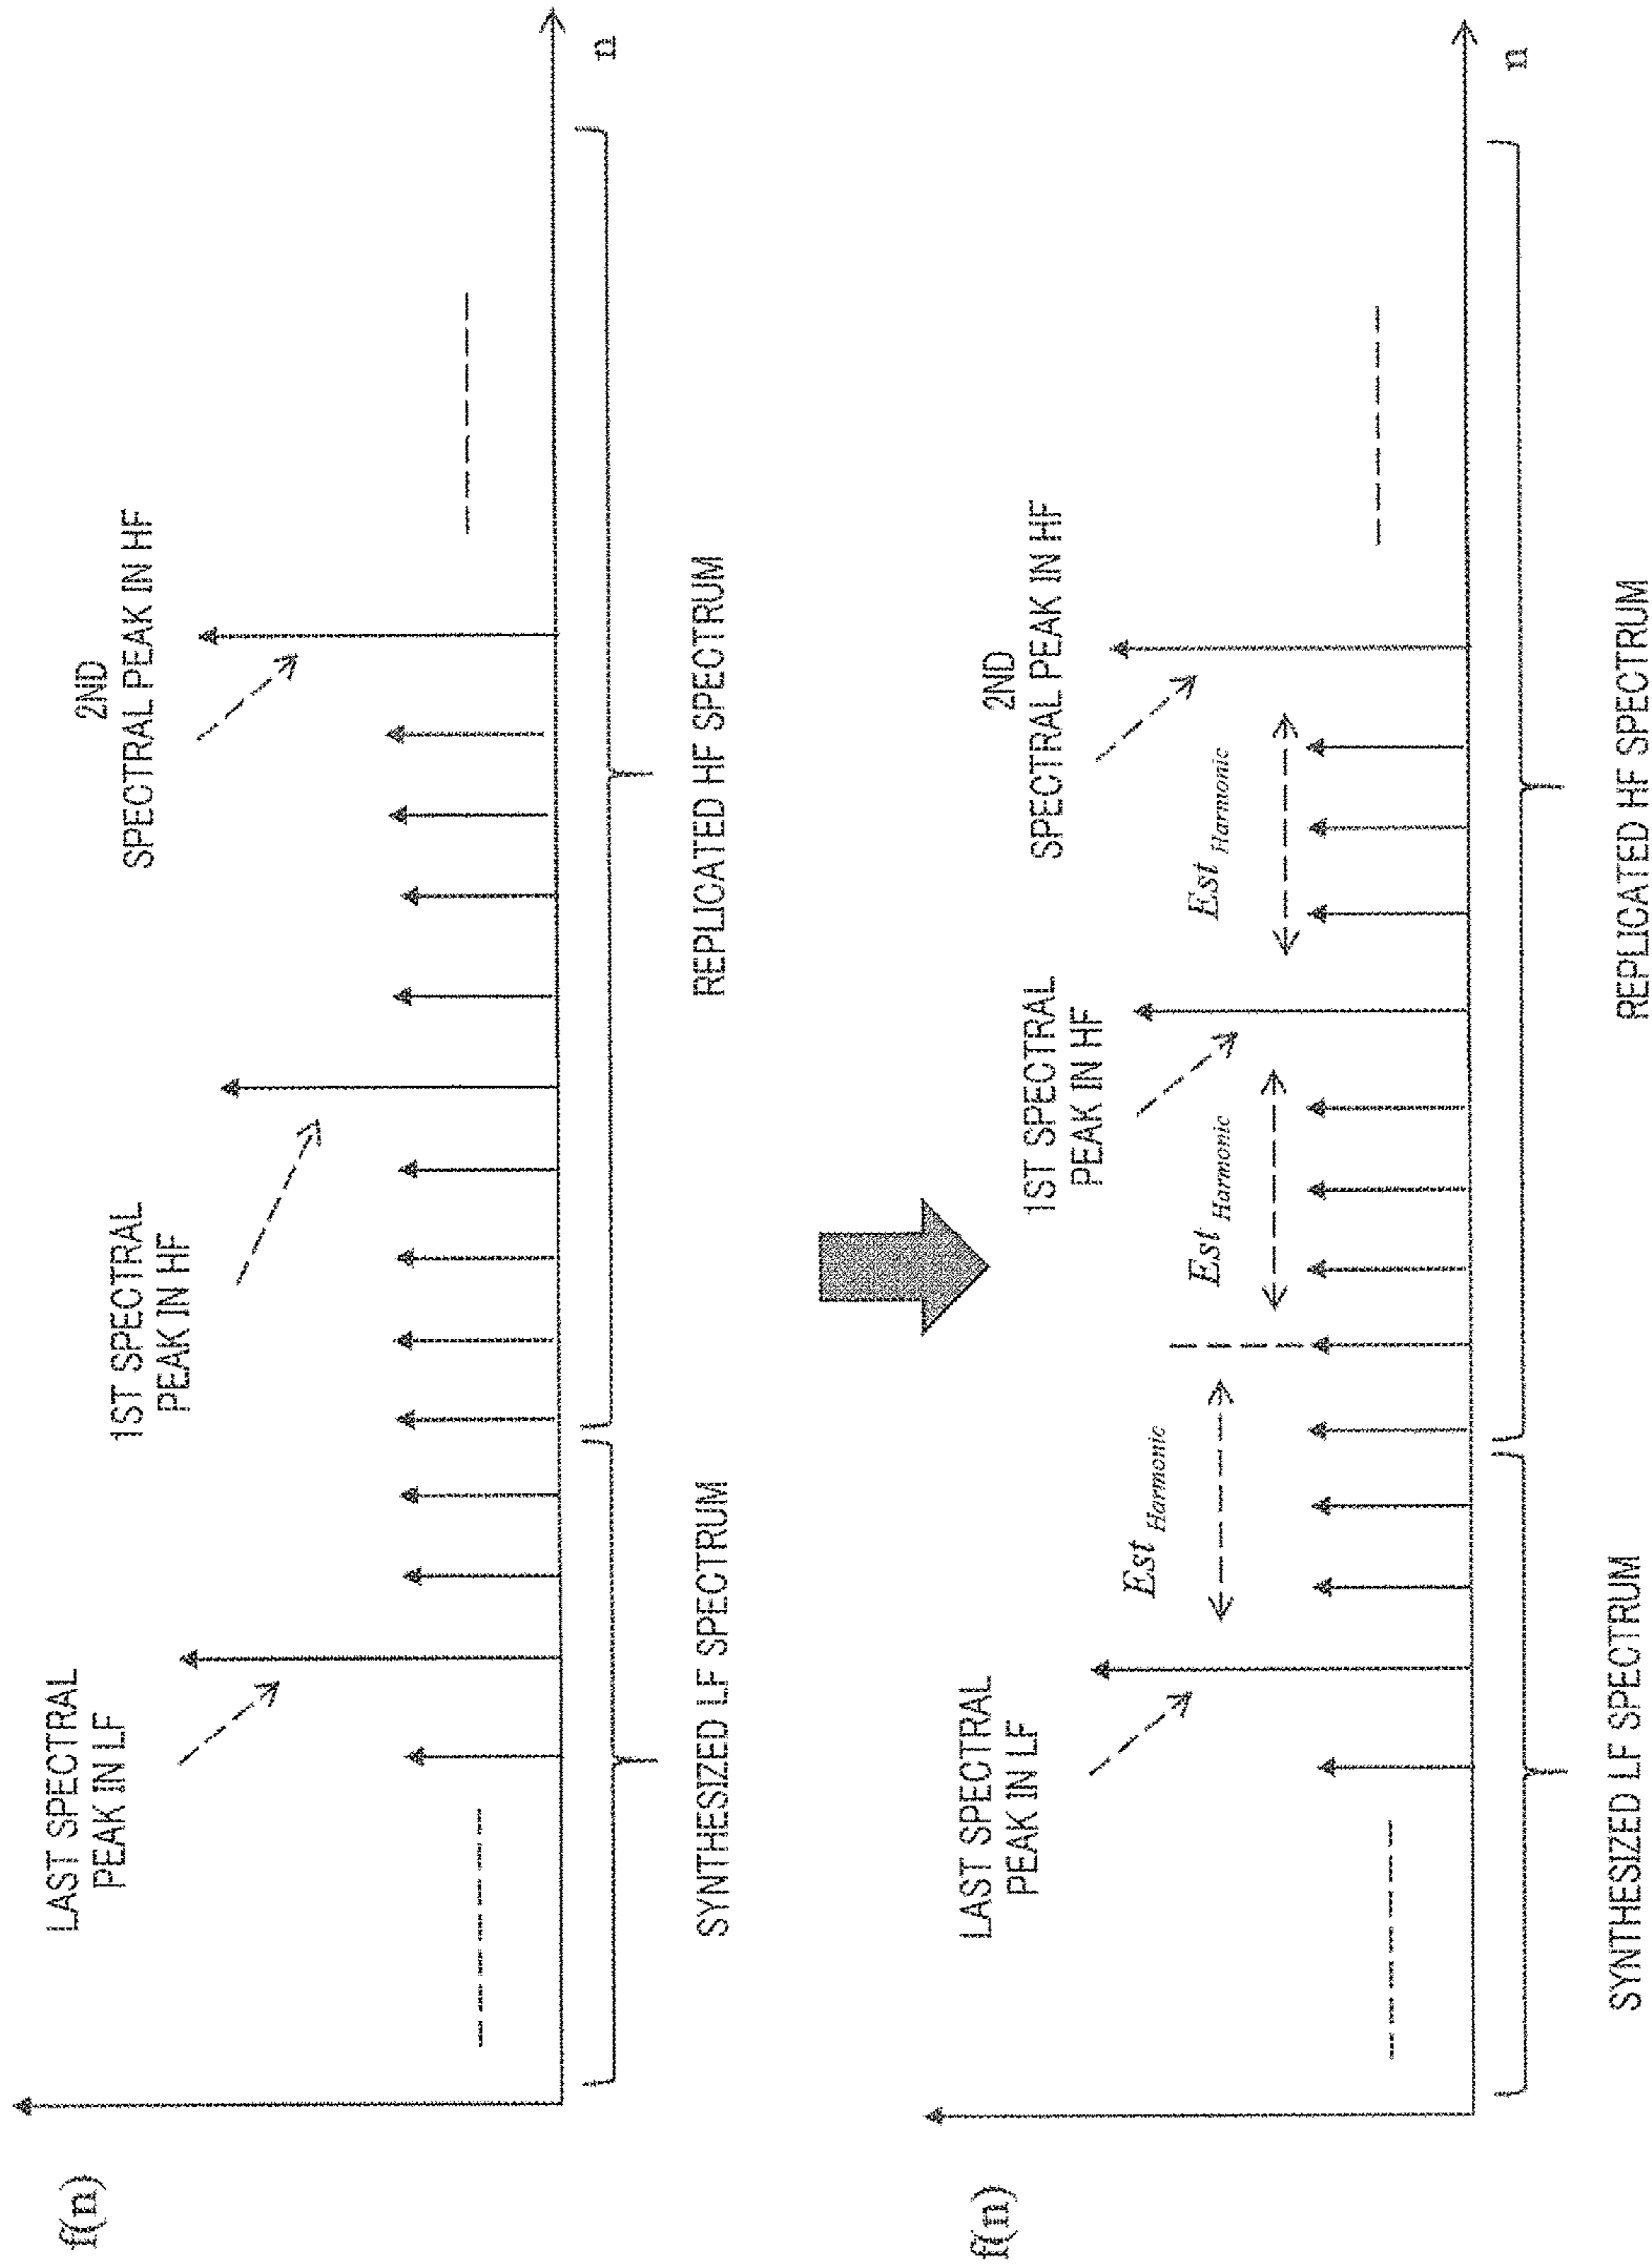 f(n)
LAST SPECTRAL
PEAK IN LF
1ST SPECTRAL
PEAK IN HF
2ND
SPECTRAL PEAK IN HF
n
SYNTHESIZED LF SPECTRUM
REPLICATED HF SPECTRUM
f(n)
LAST SPECTRAL
PEAK IN LF
1ST SPECTRAL
PEAK IN HF
2ND
SPECTRAL PEAK IN HF
Est Harmonic
Est Harmonic
Est Harmonic
n
SYNTHESIZED LF SPECTRUM
REPLICATED HF SPECTRUM